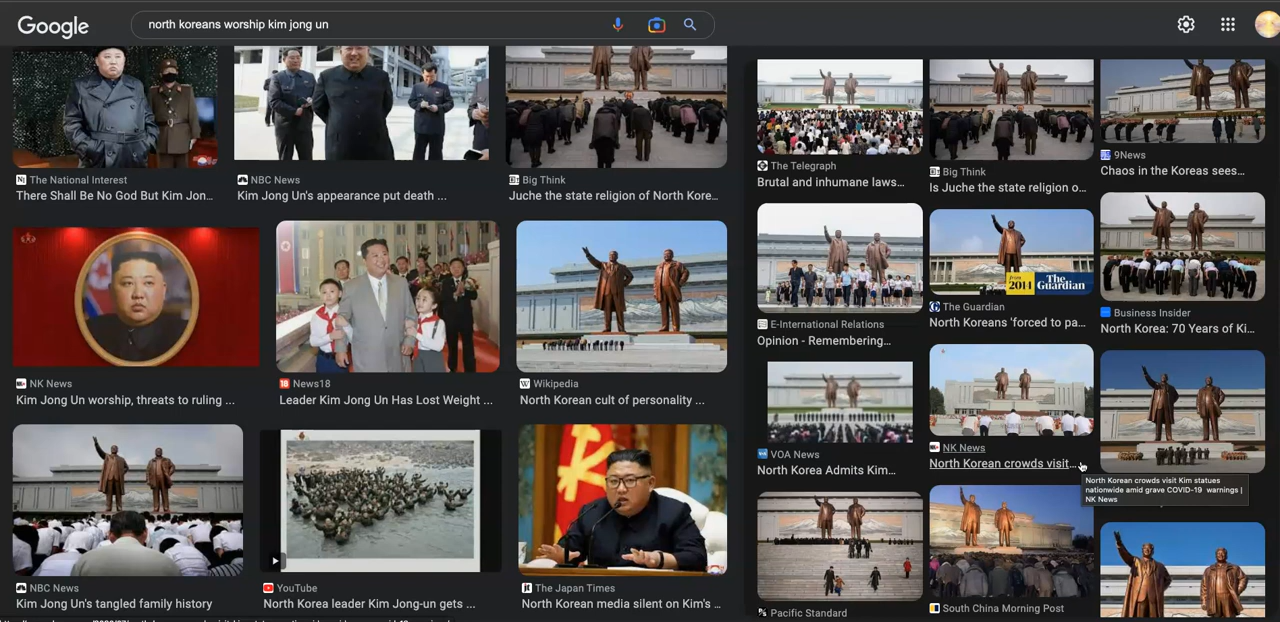 Google
north koreans worship kim jong un
The National Interest
There Shall Be No God But Kim Jon...
NBC News
Kim Jong Un's appearance put death ...
Big Think
Juche the state religion of North Kore...
NK News
Kim Jong Un worship, threats to ruling ...
18 News18
Leader Kim Jong Un Has Lost Weight ...
W Wikipedia
North Korean cult of personality ...
NBC News
Kim Jong Un's tangled family history
YouTube
North Korea leader Kim Jong-un gets ...
The Japan Times
North Korean media silent on Kim's ...
The Telegraph
Brutal and inhumane laws...
Big Think
Is Juche the state religion o...
9News
Chaos in the Koreas sees...
E-International Relations
Opinion - Remembering...
from
2014
The
Guardian
The Guardian
North Koreans 'forced to pa...
Business Insider
North Korea: 70 Years of Ki...
VOA News
North Korea Admits Kim...
NK News
North Korean crowds visit...
North Korean crowds visit Kim statues
nationwide amid grave COVID-19 warnings |
NK News
Pacific Standard
South China Morning Post